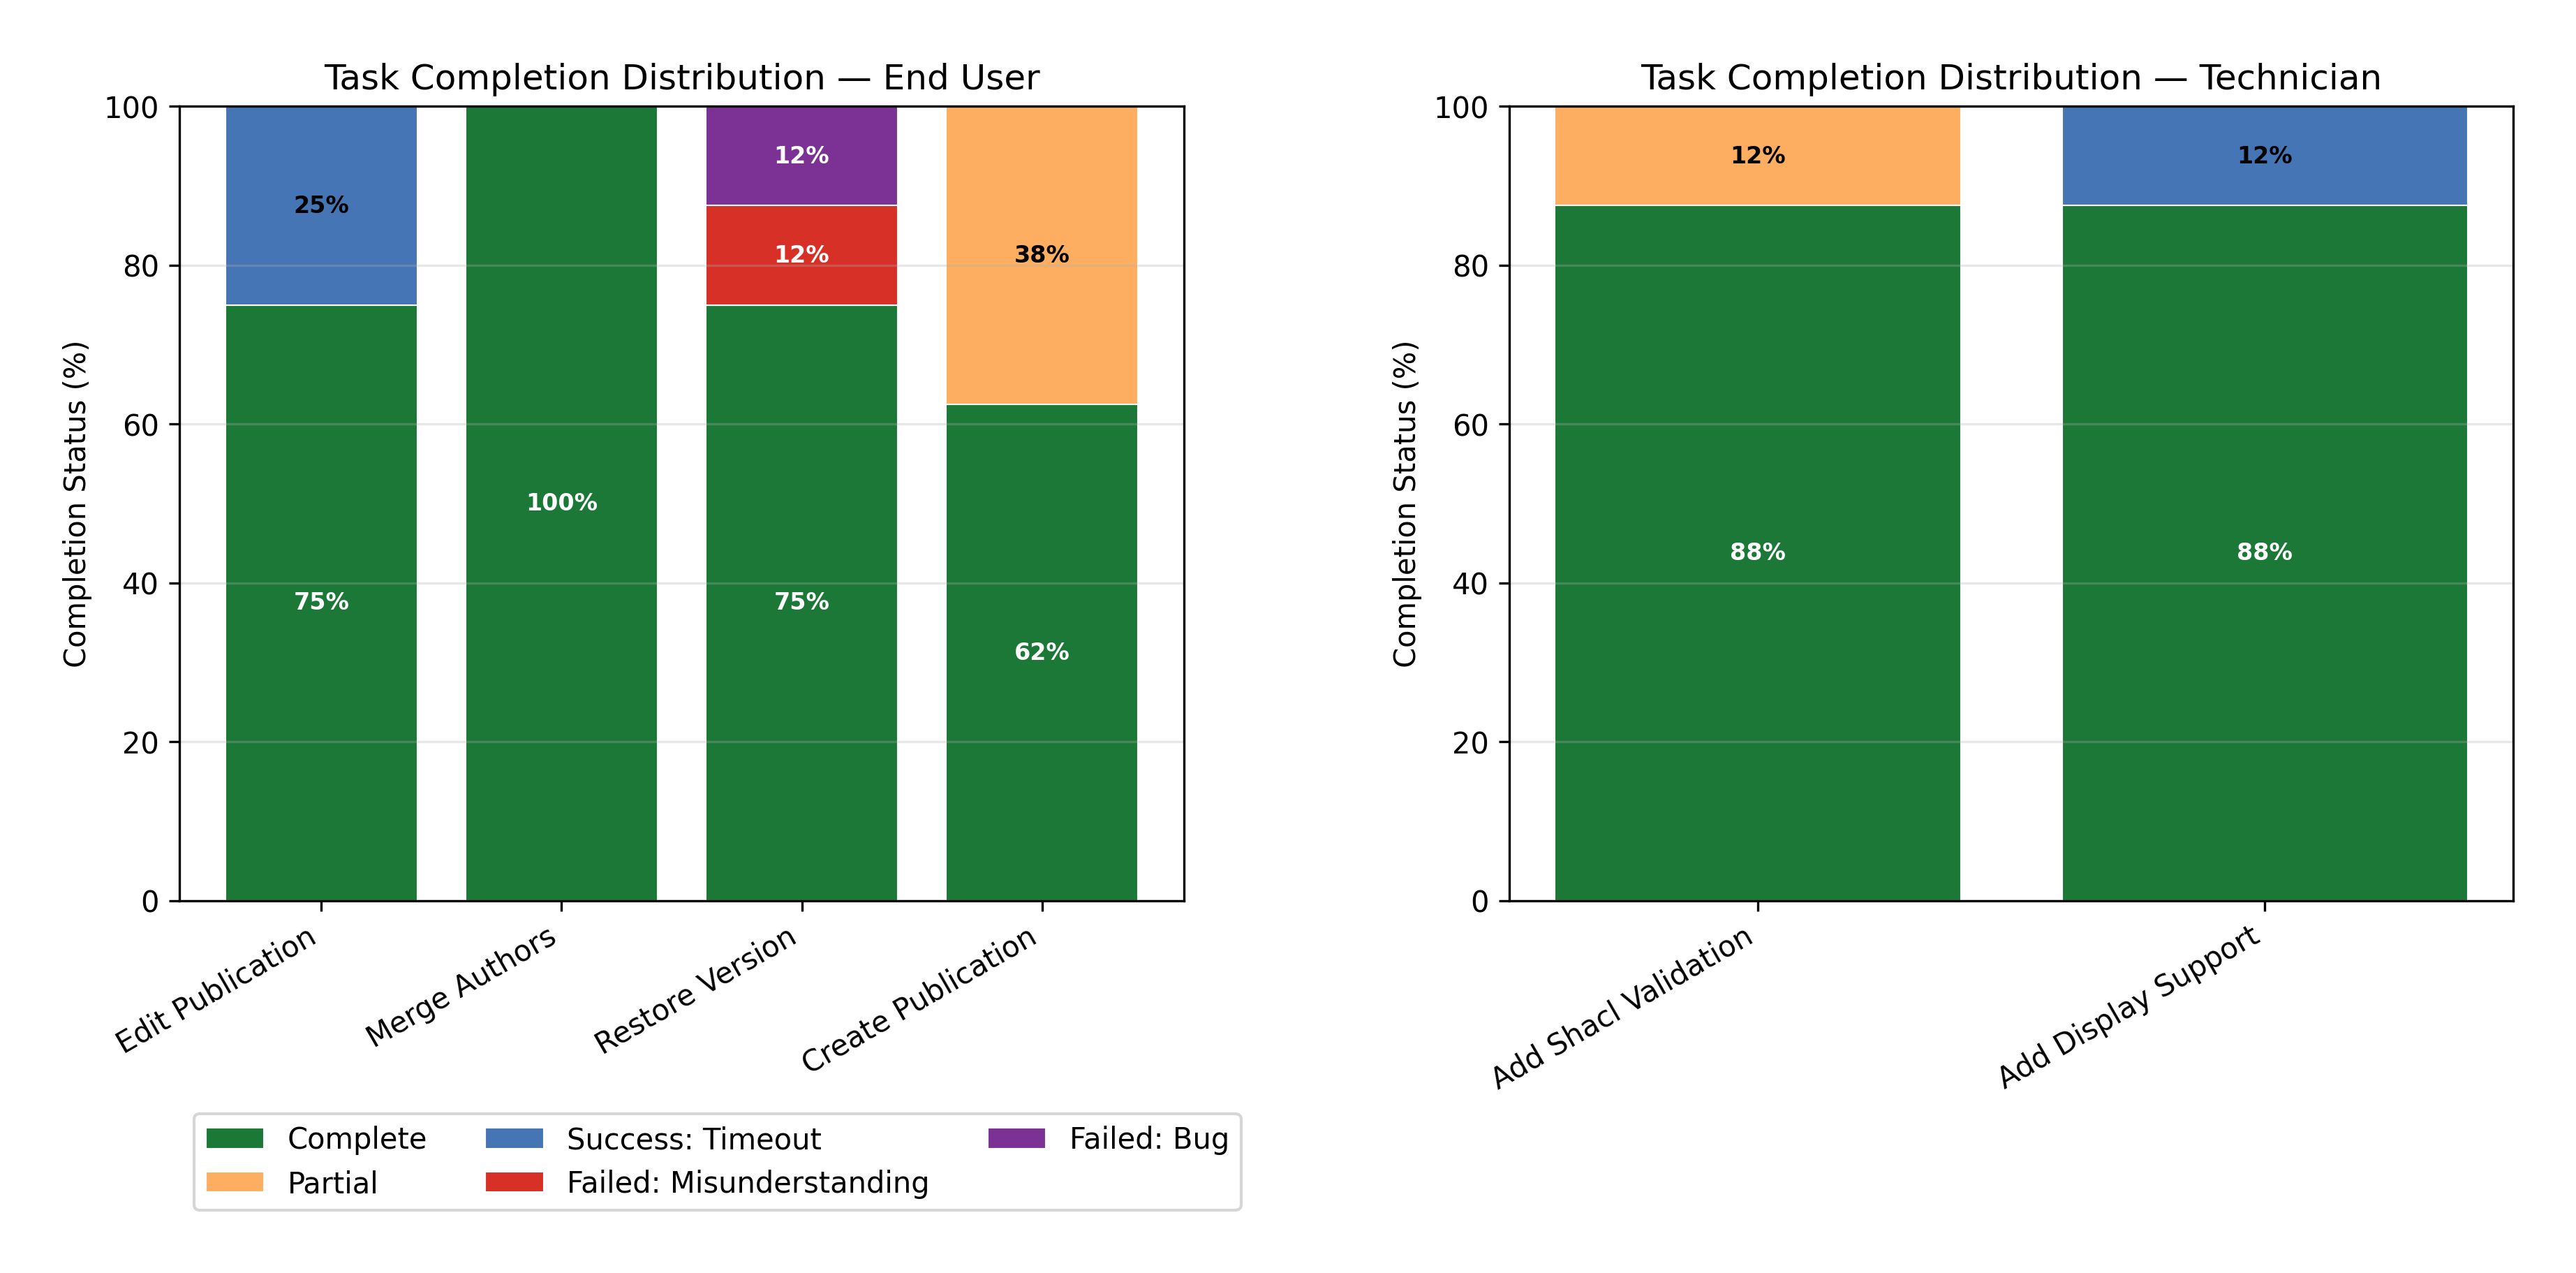 Task Completion Distribution — End User
Completion Status (%)
100
80
60
40
20
0
25%
75%
100%
12%
12%
75%
38%
62%
Edit Publication
Merge Authors
Restore Version
Create Publication
Complete
Partial
Success: Timeout
Failed: Misunderstanding
Failed: Bug
Task Completion Distribution — Technician
Completion Status (%)
100
80
60
40
20
0
12%
88%
12%
88%
Add Shacl Validation
Add Display Support